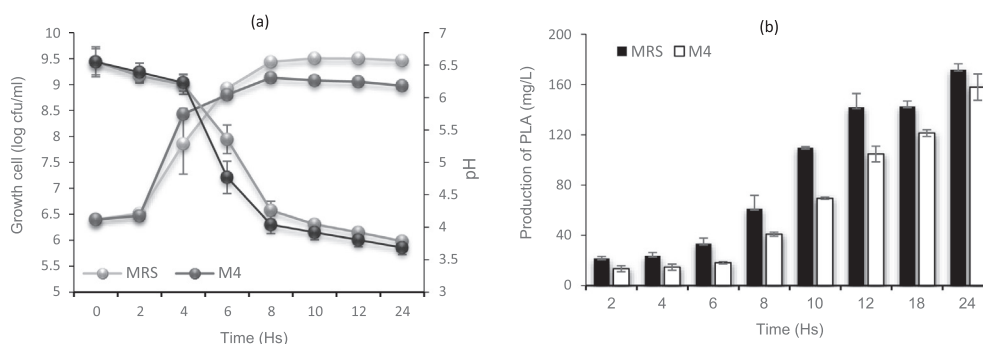 (a)
Growth cell (log cfu/ml)
10
9.5
9
8.5
8
7.5
7
6.5
6
5.5
5
7
6.5
6
5.5
5
4.5
4
3.5
3
pH
MRS M4
0 2 4 6 8 10 12 24
Time (Hs)
(b)
Production of PLA (mg/L)
200
160
120
80
40
0
MRS M4
2 4 6 8 10 12 18 24
Time (Hs)